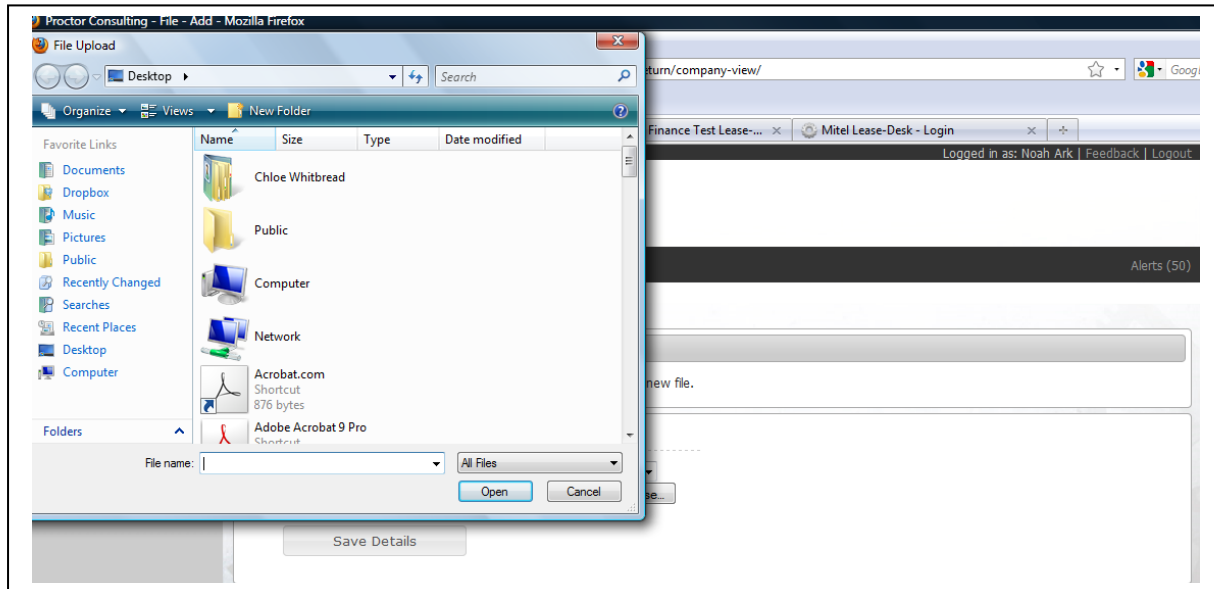 Proctor Consulting - File - Add - Mozilla Firefox
File Upload
Desktop
Search
Organize Views New Folder
Favorite Links
Documents
Dropbox
Music
Pictures
Public
Recently Changed
Searches
Recent Places
Desktop
Computer
Folders
Name Size Type Date modified
Chloe Whitbread
Public
Computer
Network
Acrobat.com
Shortcut
876 bytes
Adobe Acrobat 9 Pro
Shortcut
File name: All Files
Open Cancel
eturn/company-view/
Goog
Finance Test Lease-... Mitel Lease-Desk - Login
Logged in as: Noah Ark | Feedback | Logout
Alerts (50)
new file.
se...
Save Details